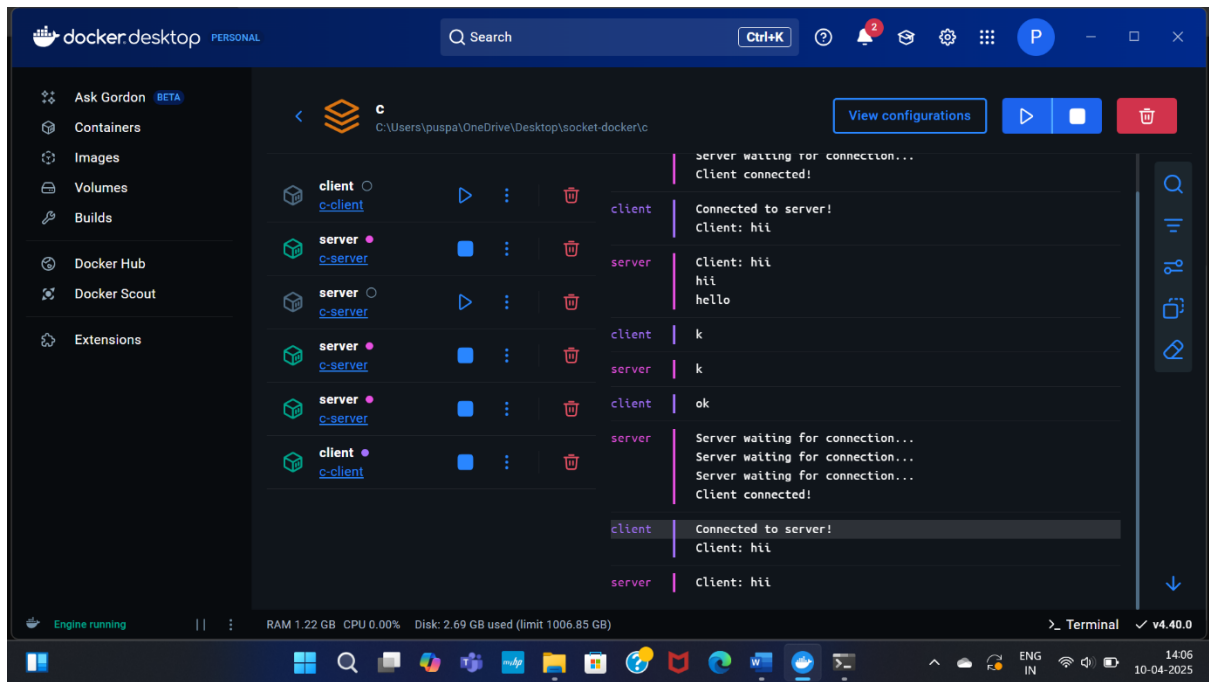 docker.desktop PERSONAL
Search
Ctrl+K
2
P
Ask Gordon BETA
Containers
Images
Volumes
Builds
Docker Hub
Docker Scout
Extensions
c
C:\Users\puspa\OneDrive\Desktop\socket-docker\c
View configurations
client
c-client
server
c-server
server
c-server
server
c-server
server
c-server
client
c-client
Server waiting for connection...
Client connected!
client Connected to server!
Client: hii
server Client: hii
hii
hello
client k
server k
client ok
server Server waiting for connection...
Server waiting for connection...
Server waiting for connection...
Client connected!
client Connected to server!
Client: hii
server Client: hii
Engine running
RAM 1.22 GB CPU 0.00% Disk: 2.69 GB used (limit 1006.85 GB)
>_ Terminal
v4.40.0
myhp
W
ENG
IN
14:06
10-04-2025